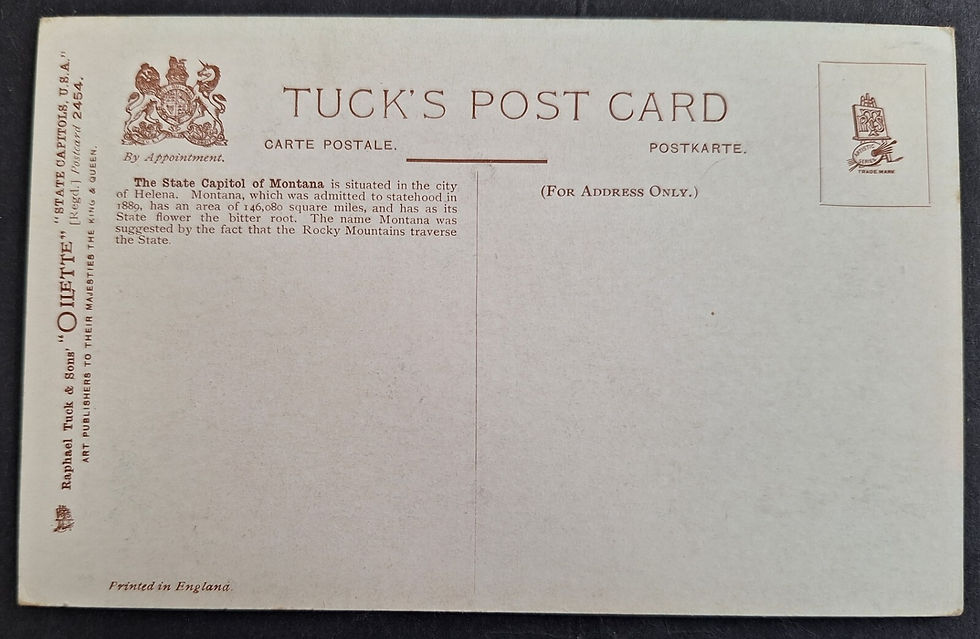 TUCK'S POST CARD
CARTE POSTALE.
POSTKARTE.
By Appointment.
The State Capitol of Montana is situated in the city
of Helena. Montana, which was admitted to statehood in
1889, has an area of 146,080 square miles, and has as its
State flower the bitter root. The name Montana was
suggested by the fact that the Rocky Mountains traverse
the State.
(FOR ADDRESS ONLY.)
ARTISTIC
SERIES
TRADE MARK
Raphael Tuck & Sons' "OILETTE" "STATE CAPITOLS, U.S.A."
[Regd.] Postcard 2454.
ART PUBLISHERS TO THEIR MAJESTIES THE KING & QUEEN.
Printed in England.